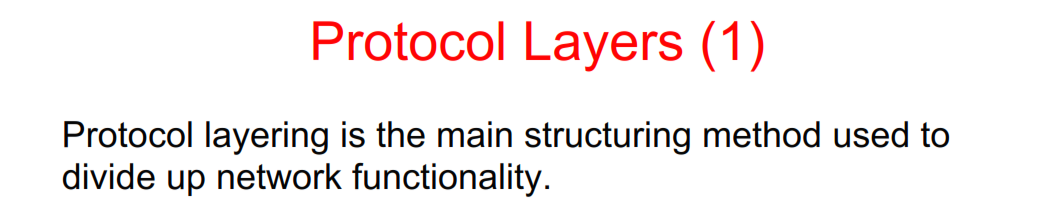 Protocol Layers (1)
Protocol layering is the main structuring method used to
divide up network functionality.